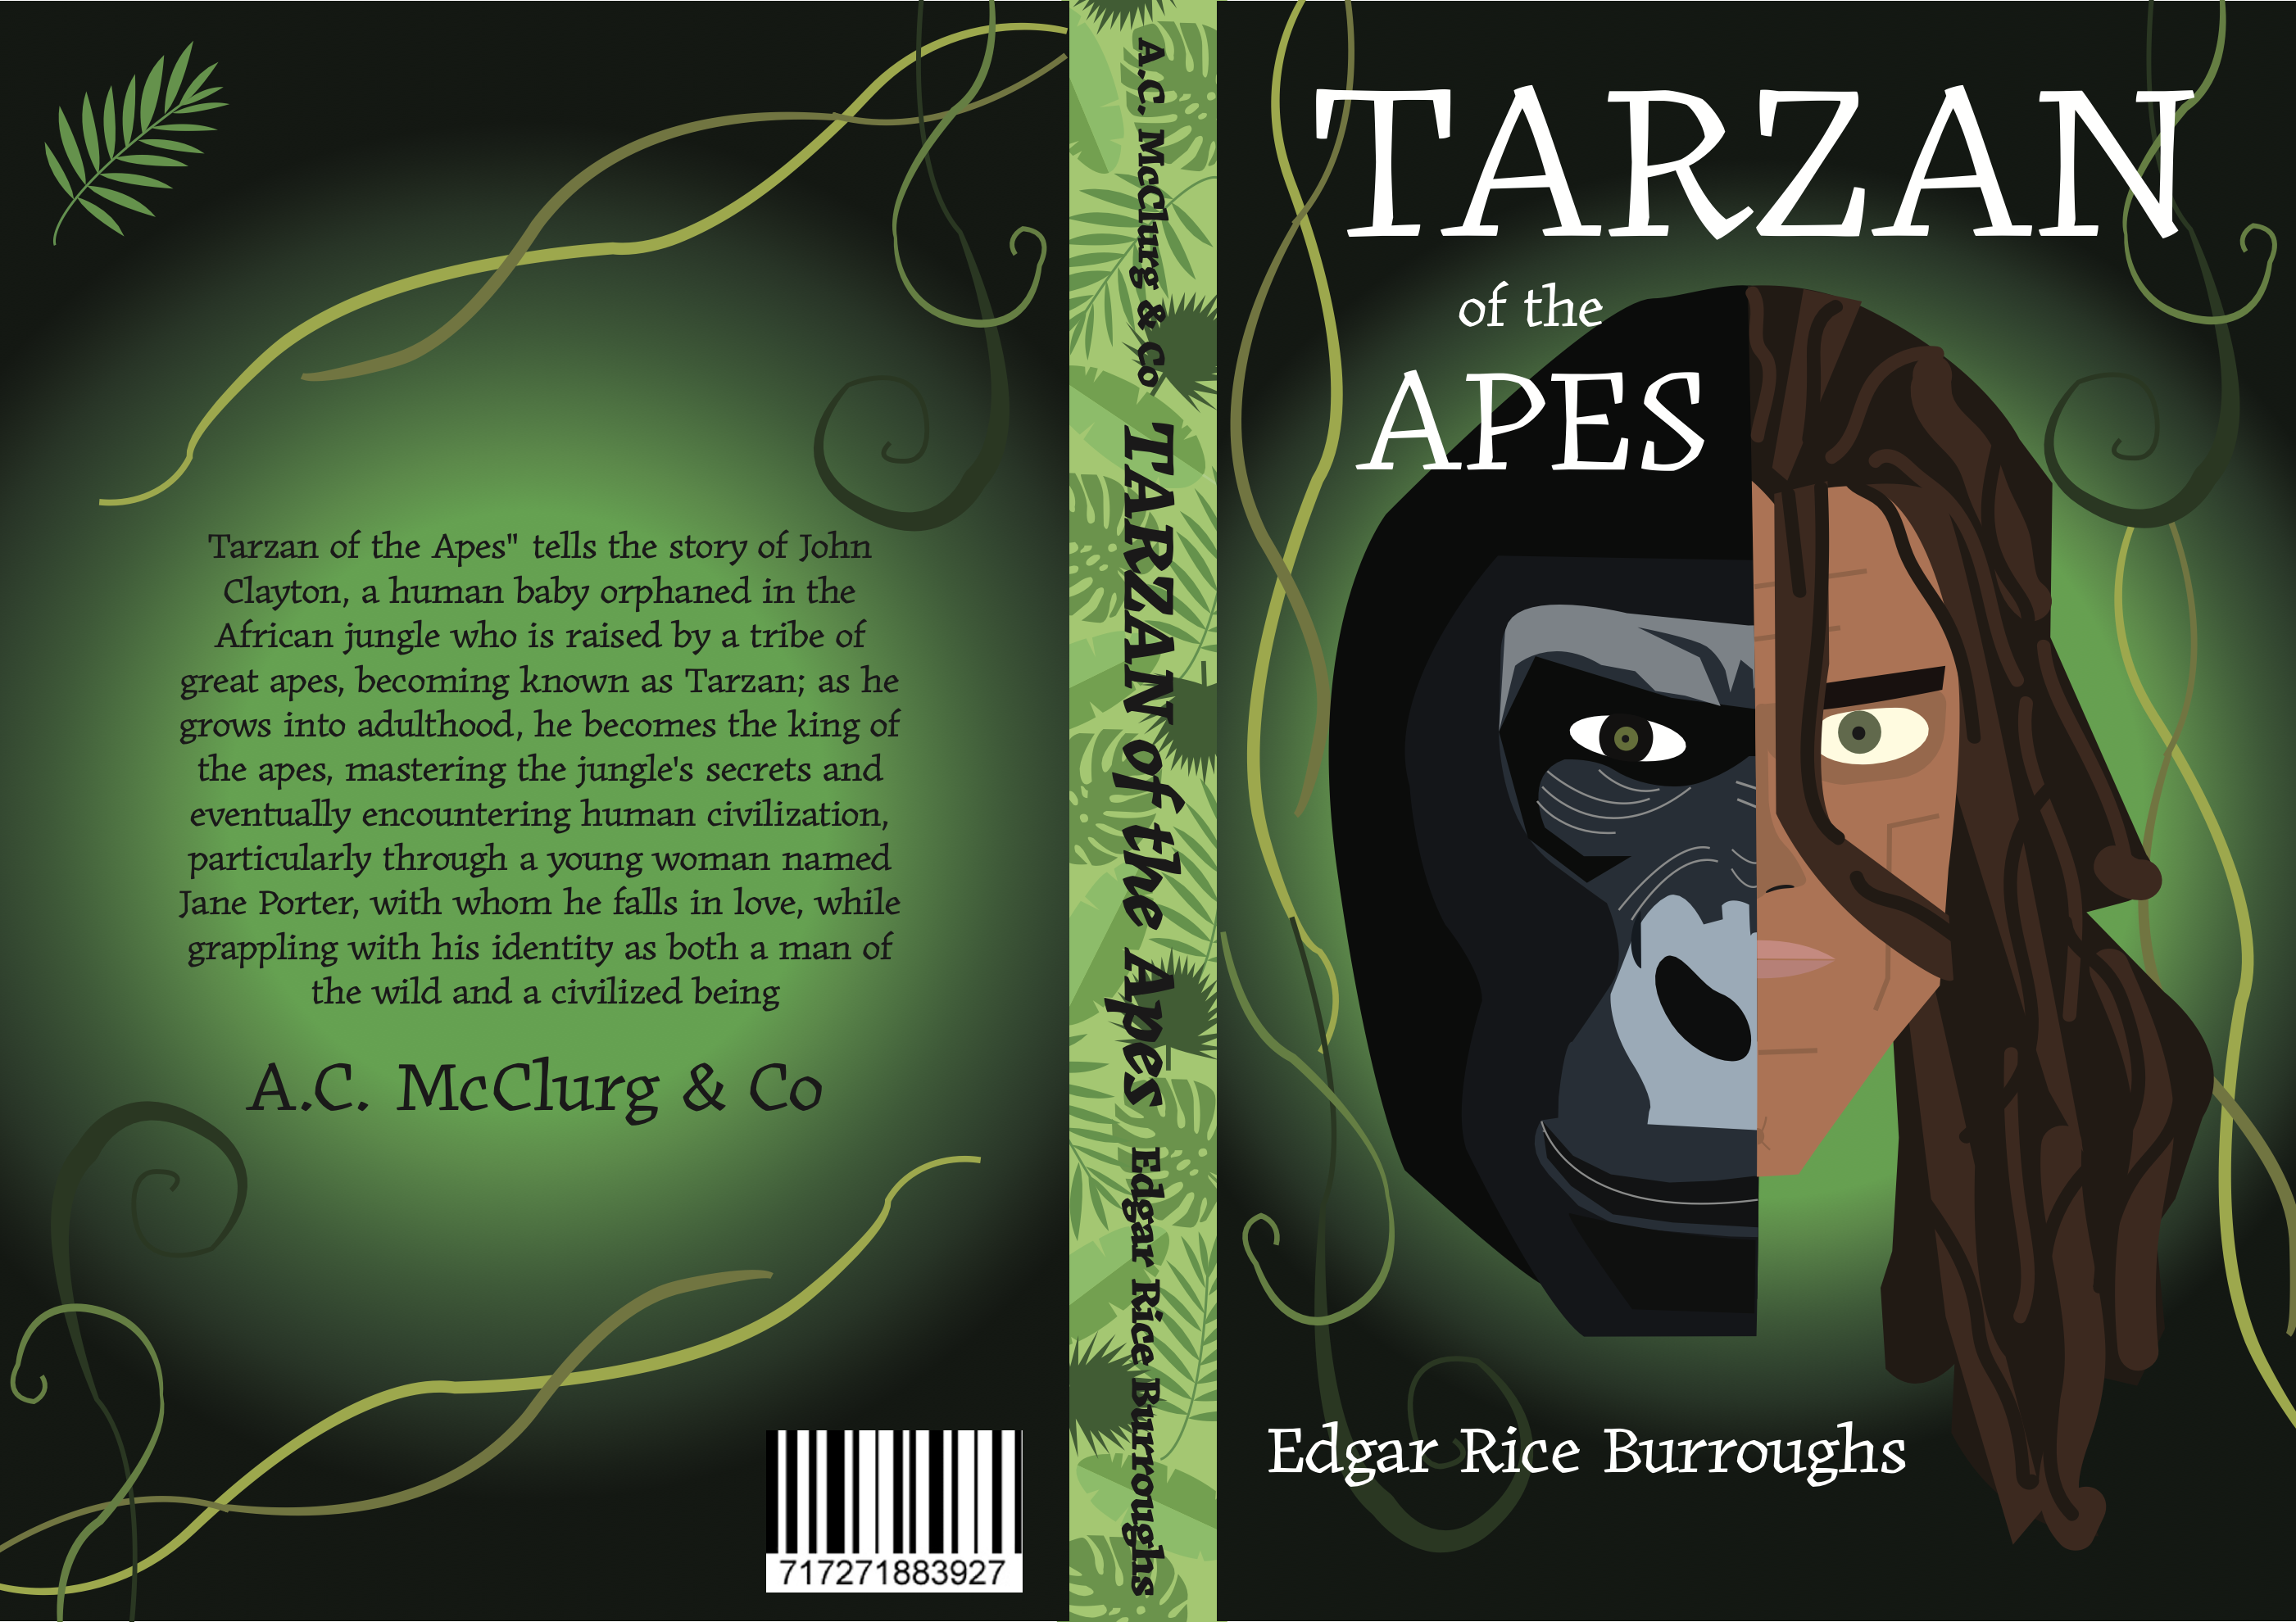 Tarzan of the Apes" tells the story of John
Clayton, a human baby orphaned in the
African jungle who is raised by a tribe of
great apes, becoming known as Tarzan; as he
grows into adulthood, he becomes the king of
the apes, mastering the jungle's secrets and
eventually encountering human civilization,
particularly through a young woman named
Jane Porter, with whom he falls in love, while
grappling with his identity as both a man of
the wild and a civilized being
A.C. McClurg & Co
717271883927
A.C. McClurg & Co TARZAN of the Apes Edgar Rice Burroughs
TARZAN
of the
APES
Edgar Rice Burroughs